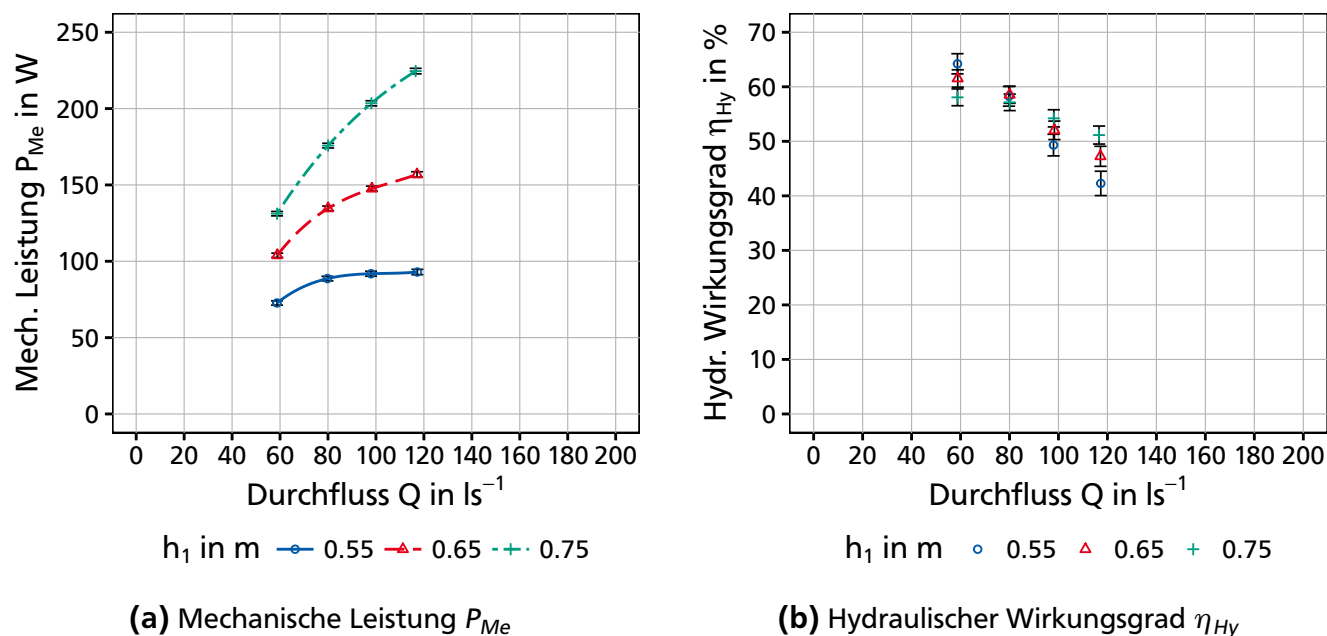 Mech. Leistung P_Me in W
250
200
150
100
50
0
0 20 40 60 80 100 120 140 160 180 200
Durchfluss Q in ls⁻¹
h₁ in m 0.55 0.65 0.75
(a) Mechanische Leistung P_Me
Hydr. Wirkungsgrad η_Hy in %
70
60
50
40
30
20
10
0
0 20 40 60 80 100 120 140 160 180 200
Durchfluss Q in ls⁻¹
h₁ in m 0.55 0.65 0.75
(b) Hydraulischer Wirkungsgrad η_Hy